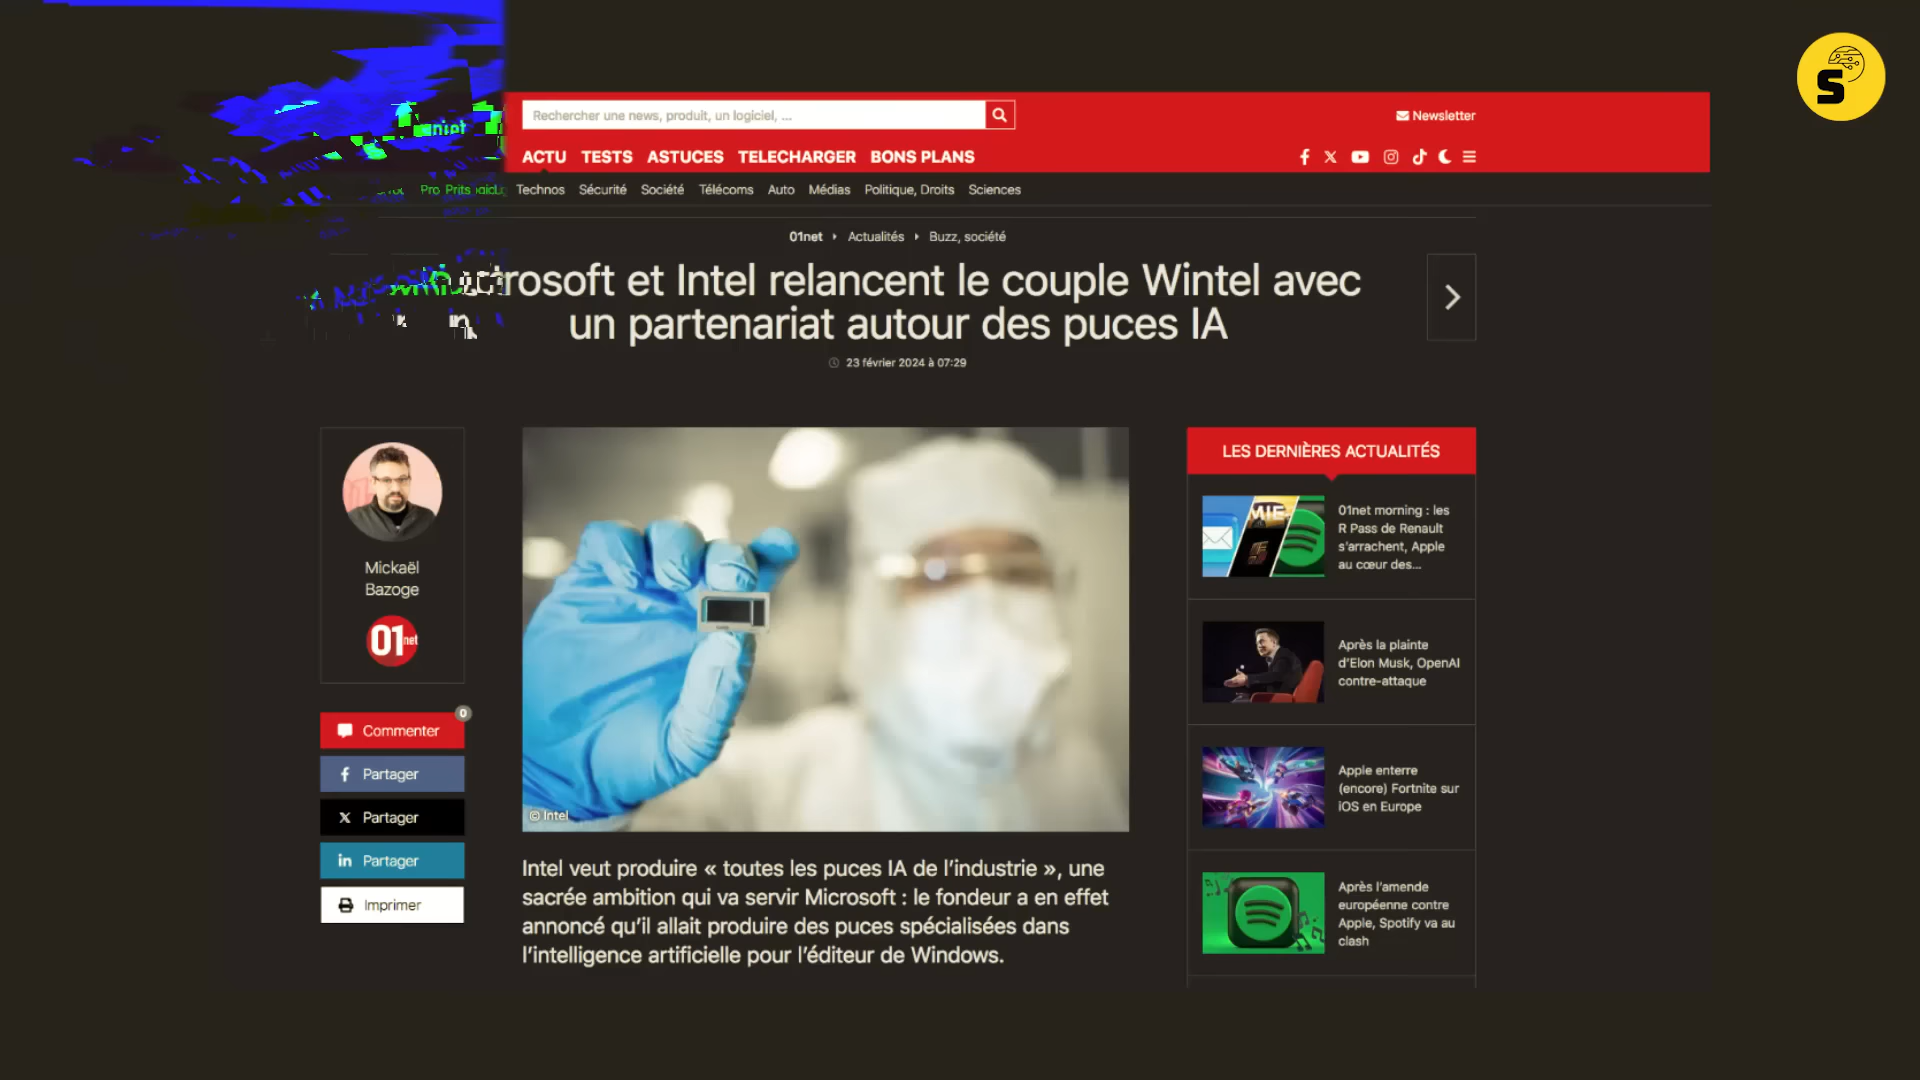 S
Rechercher une news, produit, un logiciel, ...
Newsletter
ACTU TESTS ASTUCES TELECHARGER BONS PLANS
Technos Sécurité Société Télécoms Auto Médias Politique, Droits Sciences
01net Actualités Buzz, société
rosoft et Intel relancent le couple Wintel avec
un partenariat autour des puces IA
23 février 2024 à 07:29
Mickaël
Bazoge
01net
0
Commenter
Partager
Partager
Partager
Imprimer
© Intel
Intel veut produire « toutes les puces IA de l’industrie », une
sacrée ambition qui va servir Microsoft : le fondeur a en effet
annoncé qu’il allait produire des puces spécialisées dans
l’intelligence artificielle pour l’éditeur de Windows.
LES DERNIÈRES ACTUALITÉS
01net morning : les
R Pass de Renault
s’arrachent, Apple
au cœur des...
Après la plainte
d’Elon Musk, OpenAI
contre-attaque
Apple enterre
(encore) Fortnite sur
iOS en Europe
Après l’amende
européenne contre
Apple, Spotify va au
clash